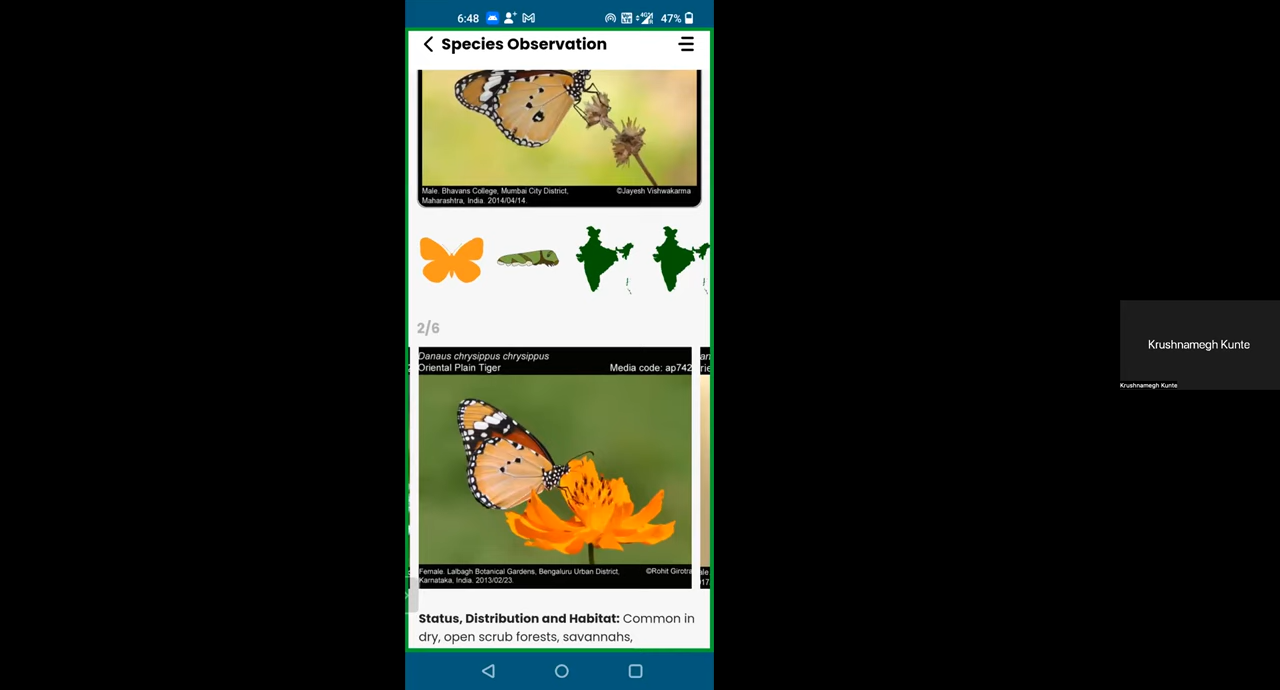 6:48
47%
Species Observation
Male. Bhavans College, Mumbai City District,
Maharashtra, India. 2014/04/14.
©Jayesh Vishwakarma
2/6
Danaus chrysippus chrysippus
Oriental Plain Tiger
Media code: ap742
Female. Lalbagh Botanical Gardens, Bengaluru Urban District,
Karnataka, India. 2013/02/23.
©Rohit Girotra
Status, Distribution and Habitat: Common in
dry, open scrub forests, savannahs,
Krushnamegh Kunte
Krushnamegh Kunte